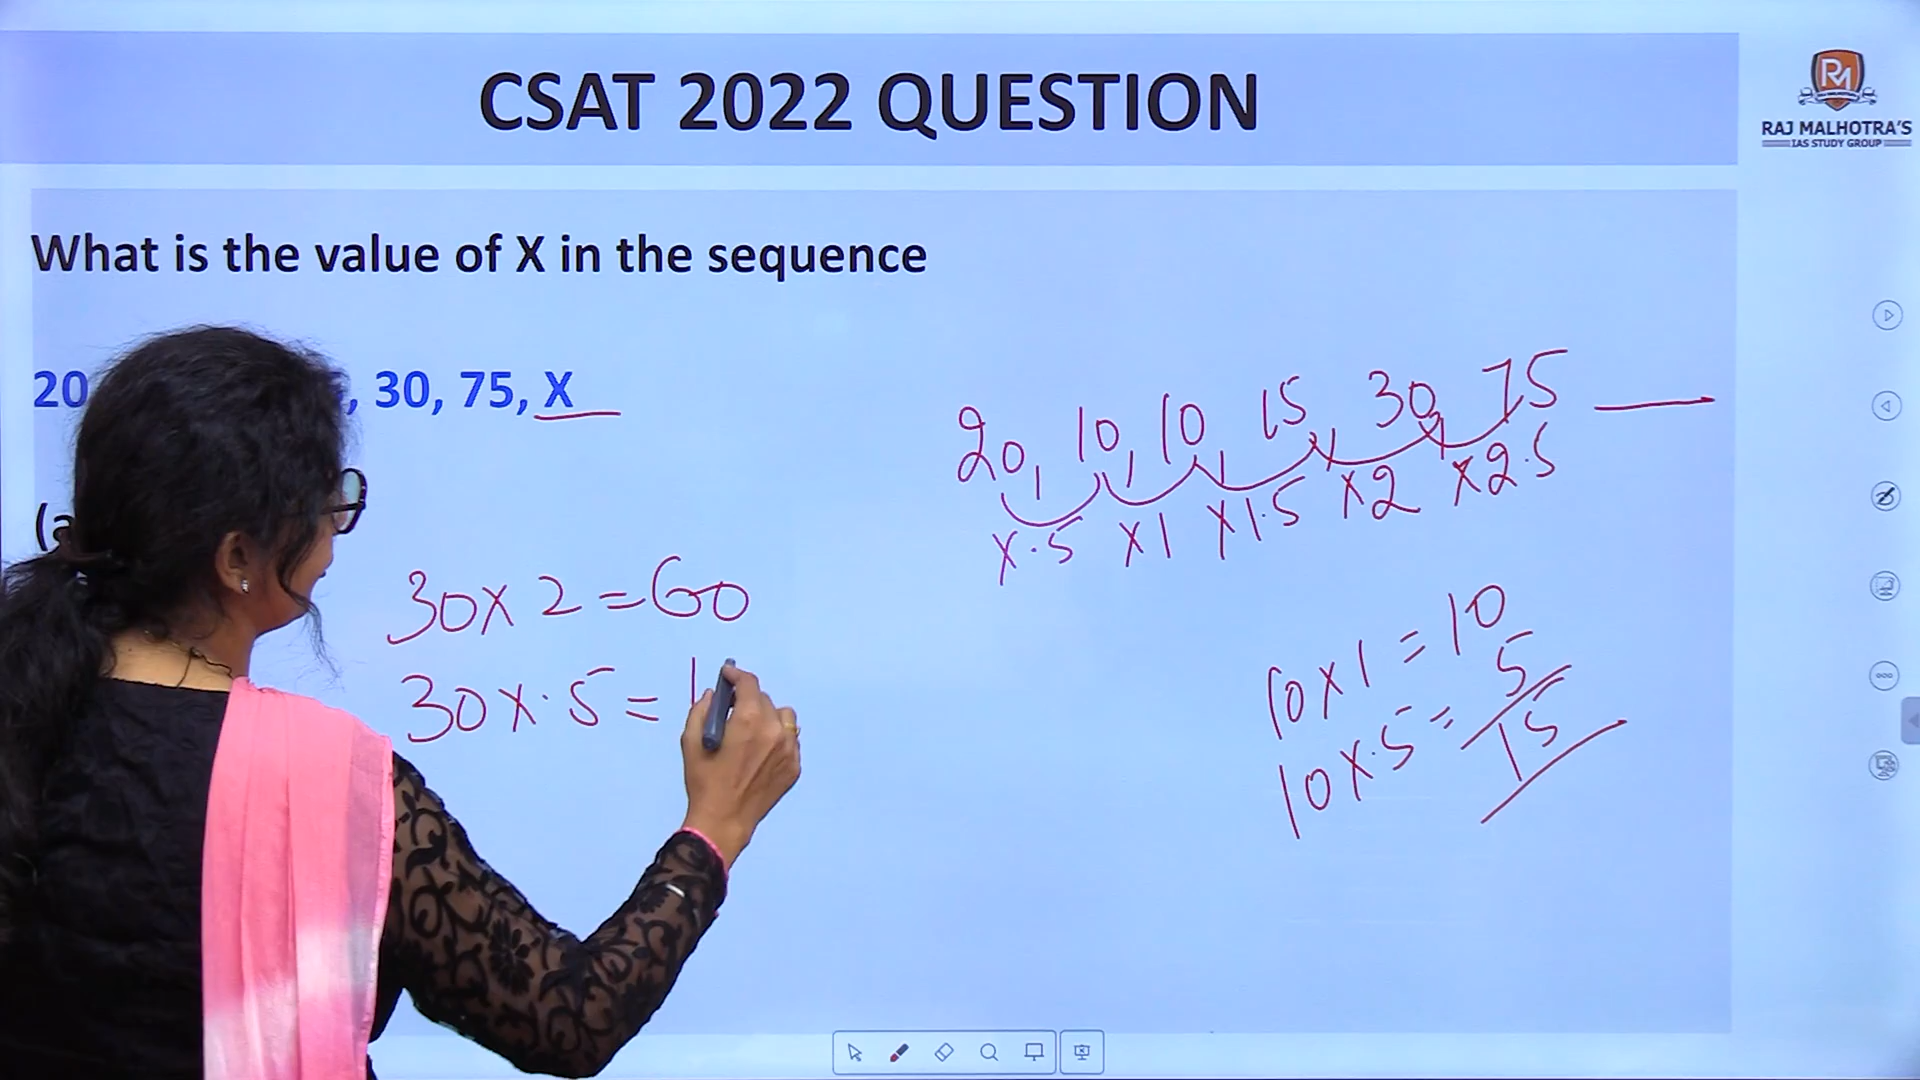 CSAT 2022 QUESTION
RM
RAJ MALHOTRA'S
IAS STUDY GROUP
What is the value of X in the sequence
20 , 30, 75, X
(a
20, 10, 10, 15, 30, 75
x·5 x1 x1·5 x2 x2·5
30x2=60
30x·5=1
10x1=10
10x·5=5
15